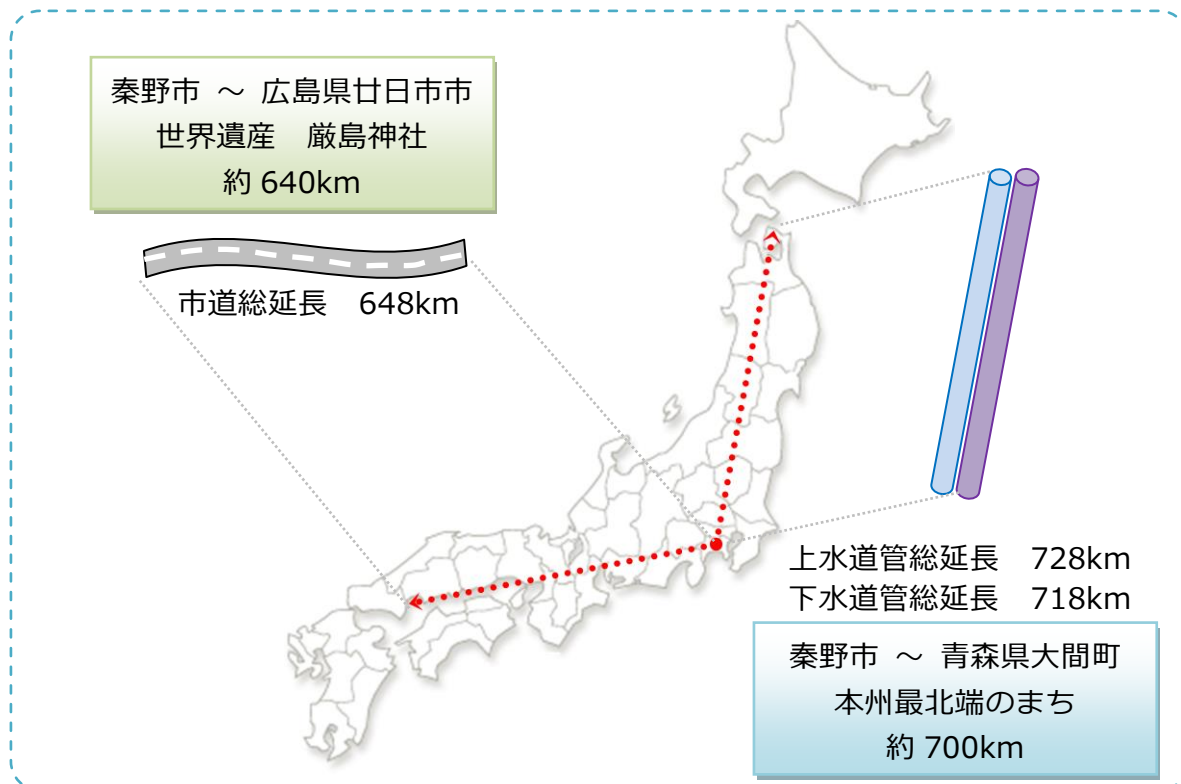 秦野市 ～ 広島県廿日市市
世界遺産　厳島神社
約 640km
市道総延長　648km
上水道管総延長　728km
下水道管総延長　718km
秦野市 ～ 青森県大間町
本州最北端のまち
約 700km